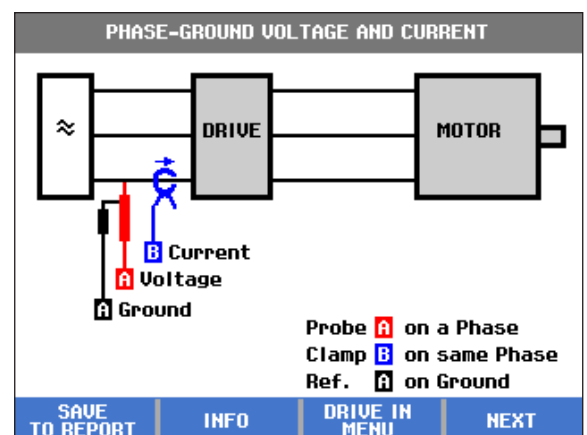 PHASE-GROUND VOLTAGE AND CURRENT
≈
DRIVE
MOTOR
B Current
A Voltage
A Ground
Probe A on a Phase
Clamp B on same Phase
Ref. A on Ground
SAVE
TO REPORT
INFO
DRIVE IN
MENU
NEXT